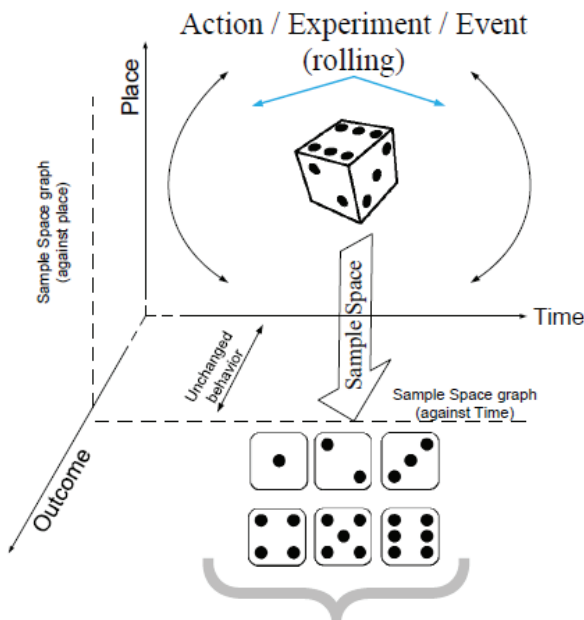 Action / Experiment / Event
(rolling)
Place
Sample Space graph
(against place)
Time
Sample Space
Unchanged
behavior
Sample Space graph
(against Time)
Outcome